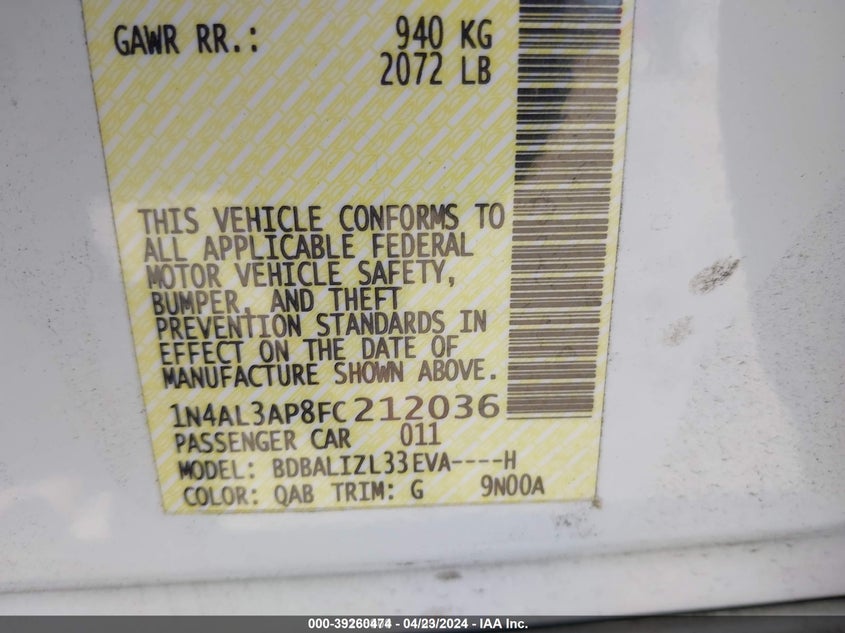 GAWR RR.: 940 KG
2072 LB
THIS VEHICLE CONFORMS TO
ALL APPLICABLE FEDERAL
MOTOR VEHICLE SAFETY,
BUMPER, AND THEFT
PREVENTION STANDARDS IN
EFFECT ON THE DATE OF
MANUFACTURE SHOWN ABOVE.
1N4AL3AP8FC212036
PASSENGER CAR 011
MODEL: BDBALIZL33EVA----H
COLOR: QAB TRIM: G 9N00A
000-39260474 - 04/23/2024 - IAA Inc.